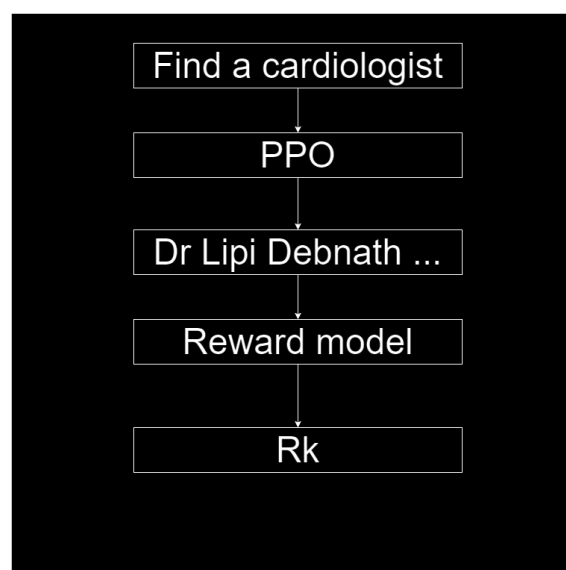 Find a cardiologist
PPO
Dr Lipi Debnath ...
Reward model
Rk